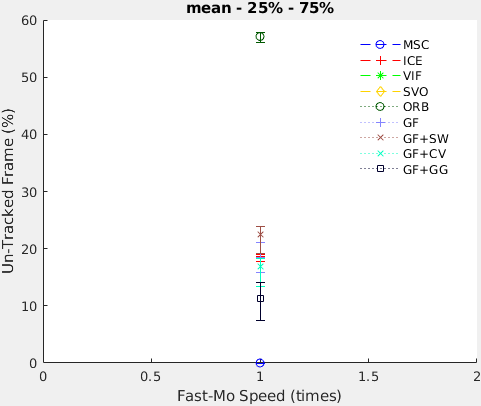 mean - 25% - 75%
60
50
40
30
20
10
0
Un-Tracked Frame (%)
MSC
ICE
VIF
SVO
ORB
GF
GF+SW
GF+CV
GF+GG
0 0.5 1 1.5 2
Fast-Mo Speed (times)